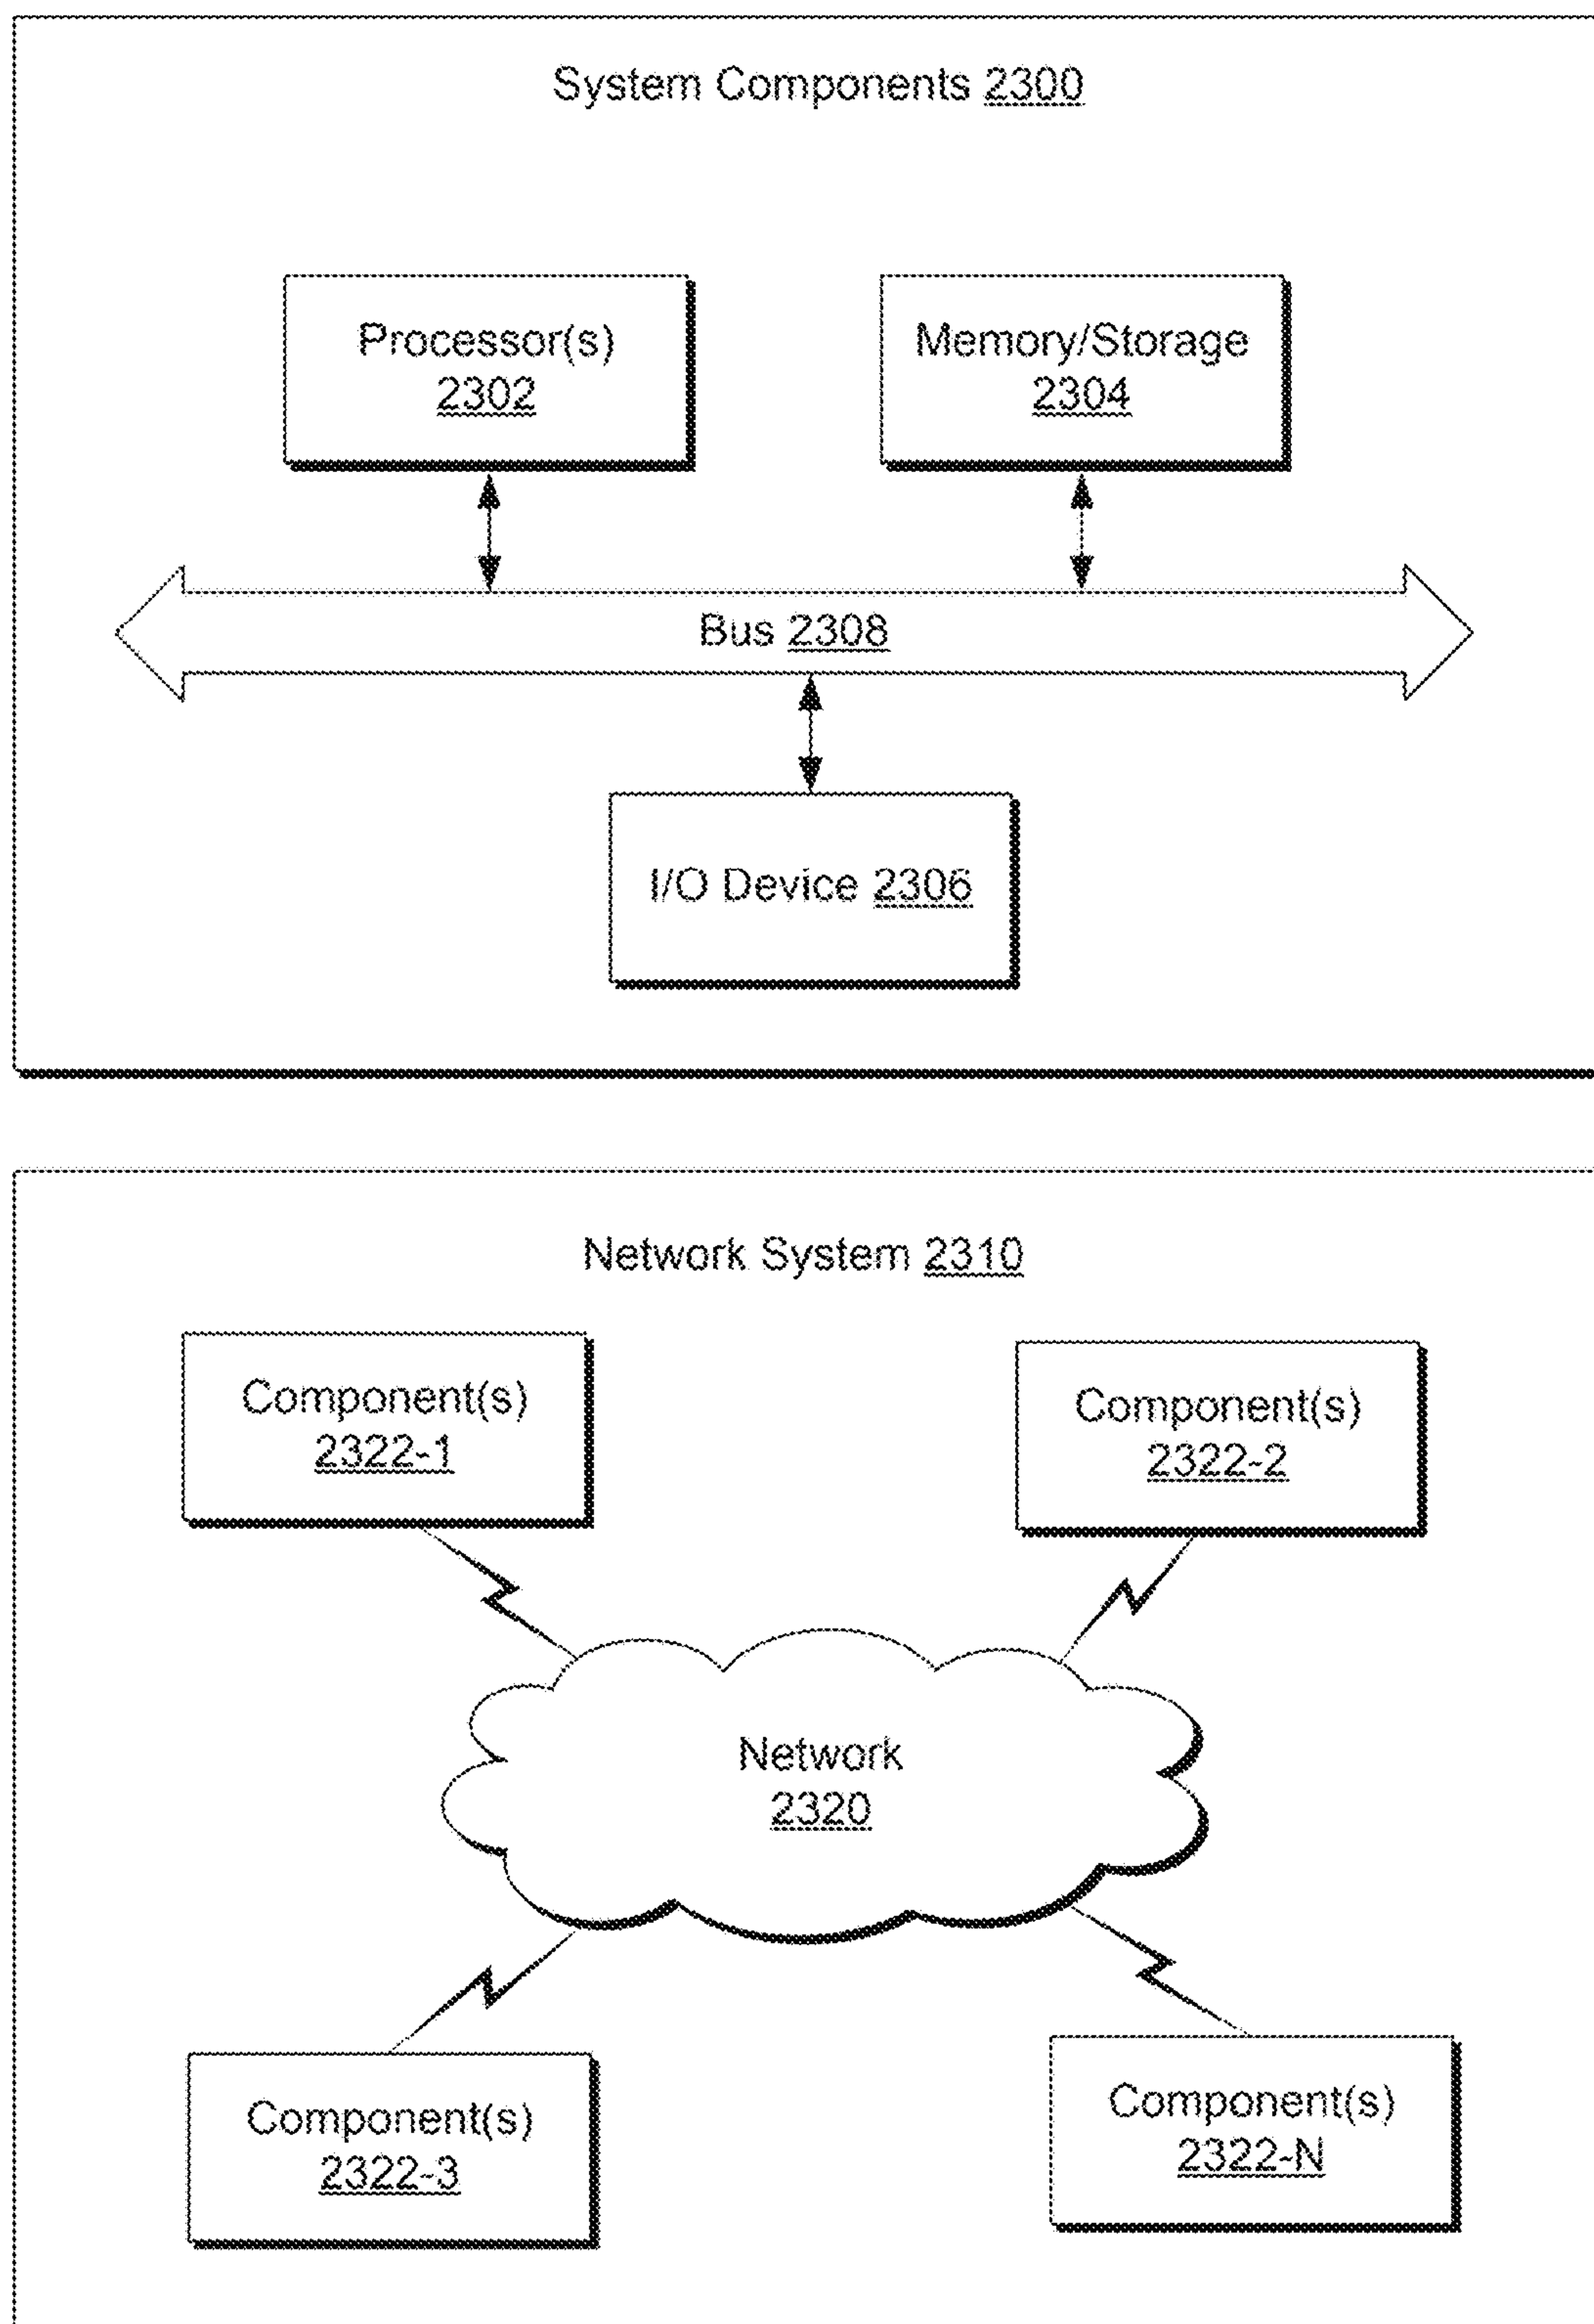 System Components 2300
Processor(s)
2302
Memory/Storage
2304
Bus 2308
I/O Device 2306
Network System 2310
Component(s)
2322-1
Component(s)
2322-2
Network
2320
Component(s)
2322-3
Component(s)
2322-N